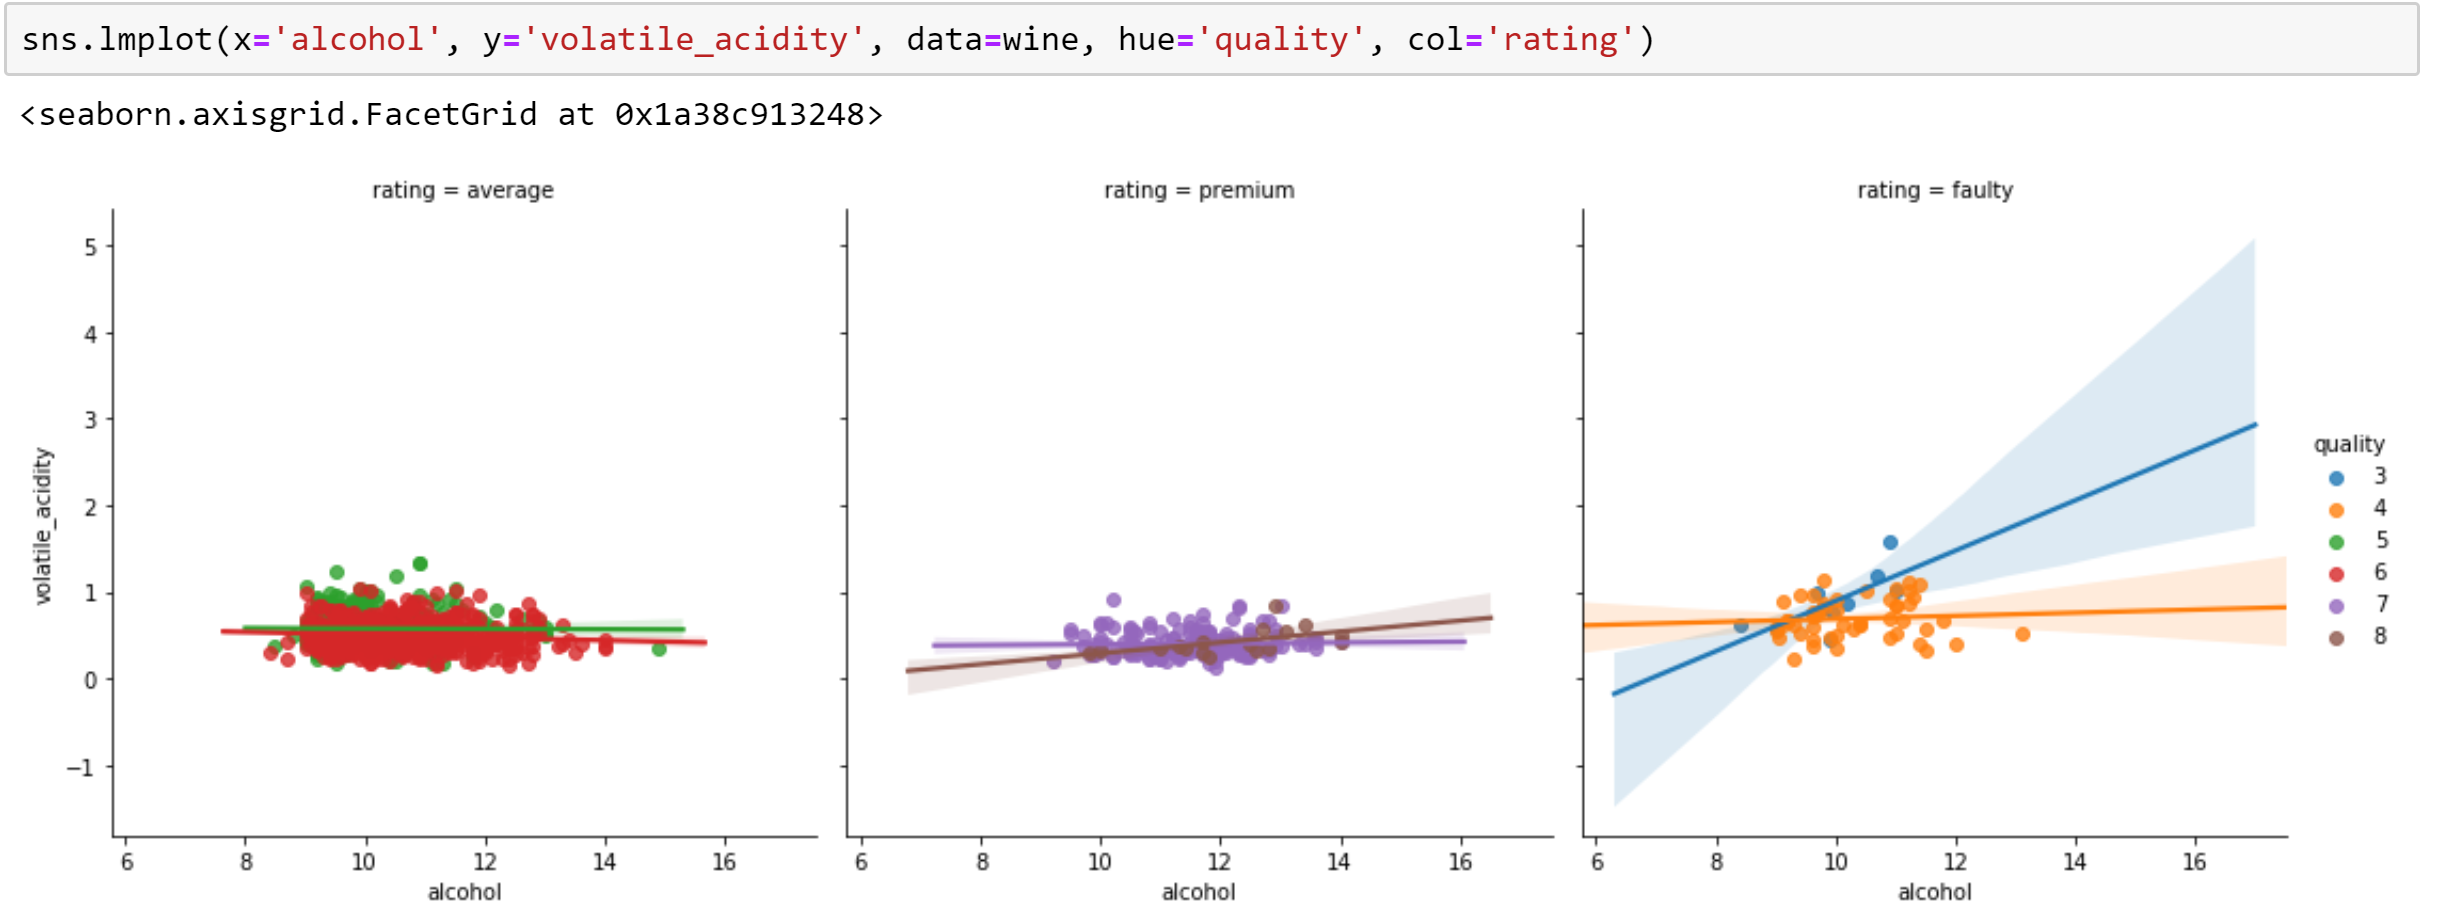 sns.lmplot(x='alcohol', y='volatile_acidity', data=wine, hue='quality', col='rating')
<seaborn.axisgrid.FacetGrid at 0x1a38c913248>
rating = average
rating = premium
rating = faulty
5
4
3
2
1
0
−1
volatile_acidity
6 8 10 12 14 16
alcohol
6 8 10 12 14 16
alcohol
6 8 10 12 14 16
alcohol
quality
3
4
5
6
7
8